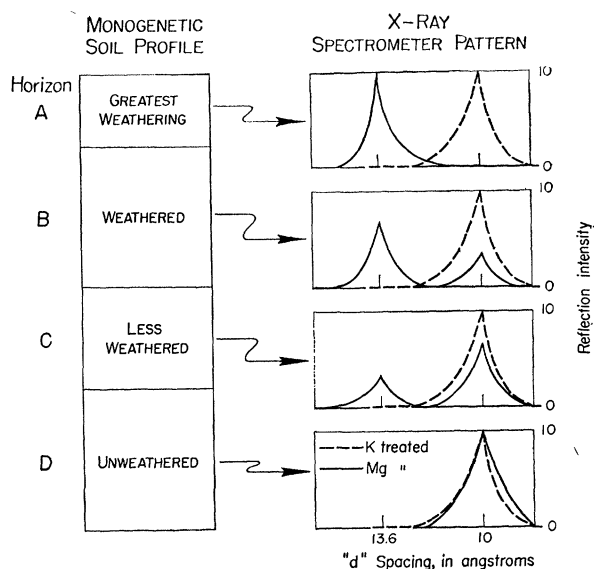 MONOGENETIC
SOIL PROFILE
X-RAY
SPECTROMETER PATTERN
Horizon
A
GREATEST
WEATHERING
10
0
B
WEATHERED
10
0
C
LESS
WEATHERED
10
0
D
UNWEATHERED
K treated
Mg "
10
0
Reflection intensity
13.6
10
"d" Spacing, in angstroms